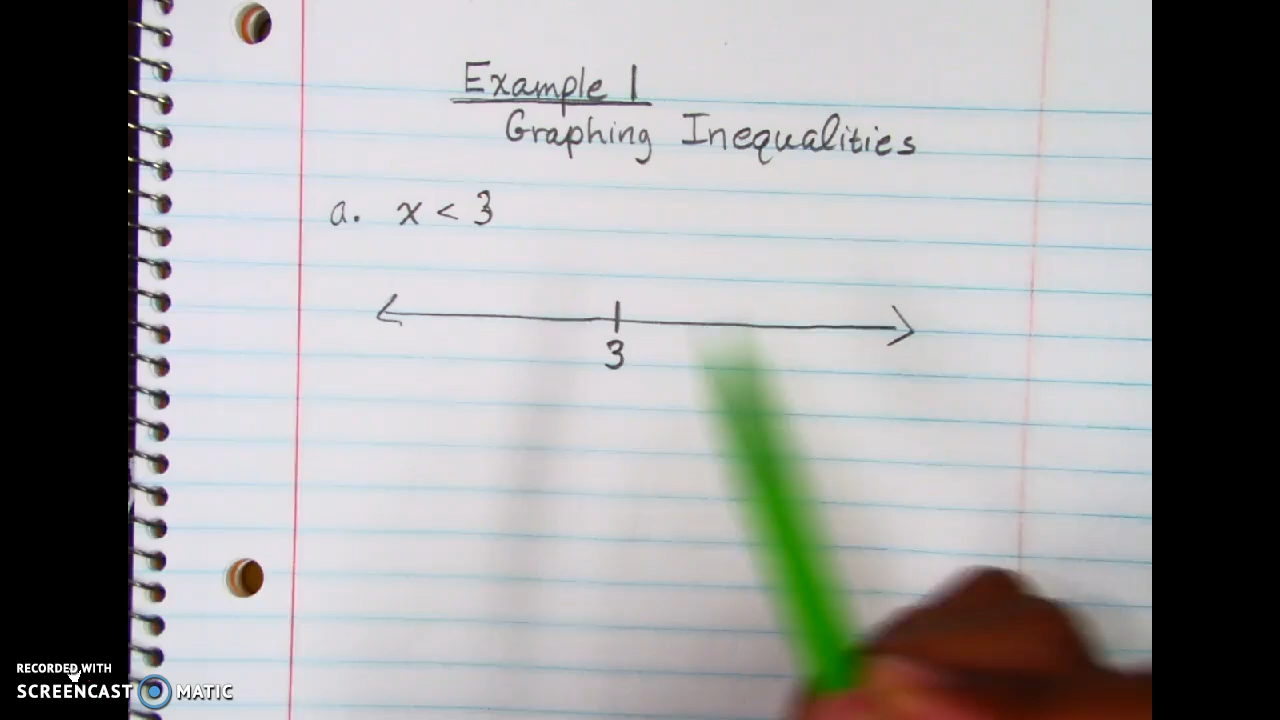 Example 1
Graphing Inequalities
a. x < 3
3
RECORDED WITH
SCREENCAST MATIC